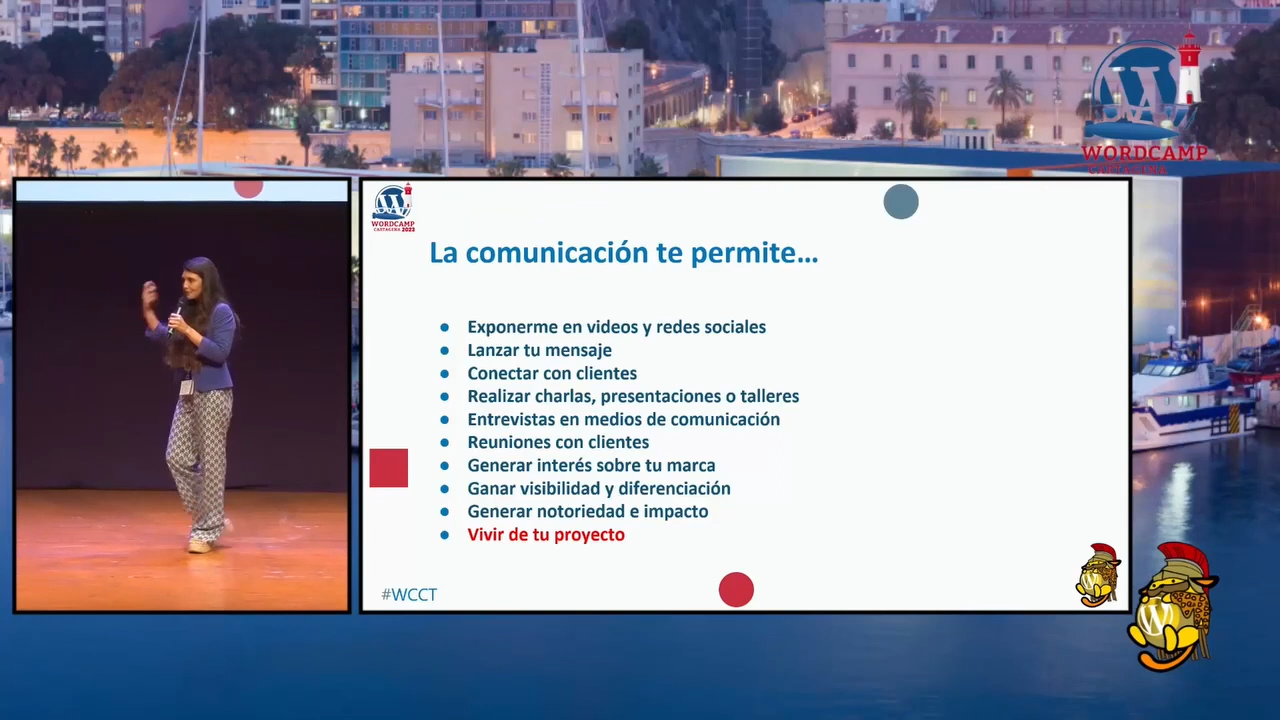 WORDCAMP
CARTAGENA
WORDCAMP
CARTAGENA 2023
La comunicación te permite...
● Exponerme en videos y redes sociales
● Lanzar tu mensaje
● Conectar con clientes
● Realizar charlas, presentaciones o talleres
● Entrevistas en medios de comunicación
● Reuniones con clientes
● Generar interés sobre tu marca
● Ganar visibilidad y diferenciación
● Generar notoriedad e impacto
● Vivir de tu proyecto
#WCCT